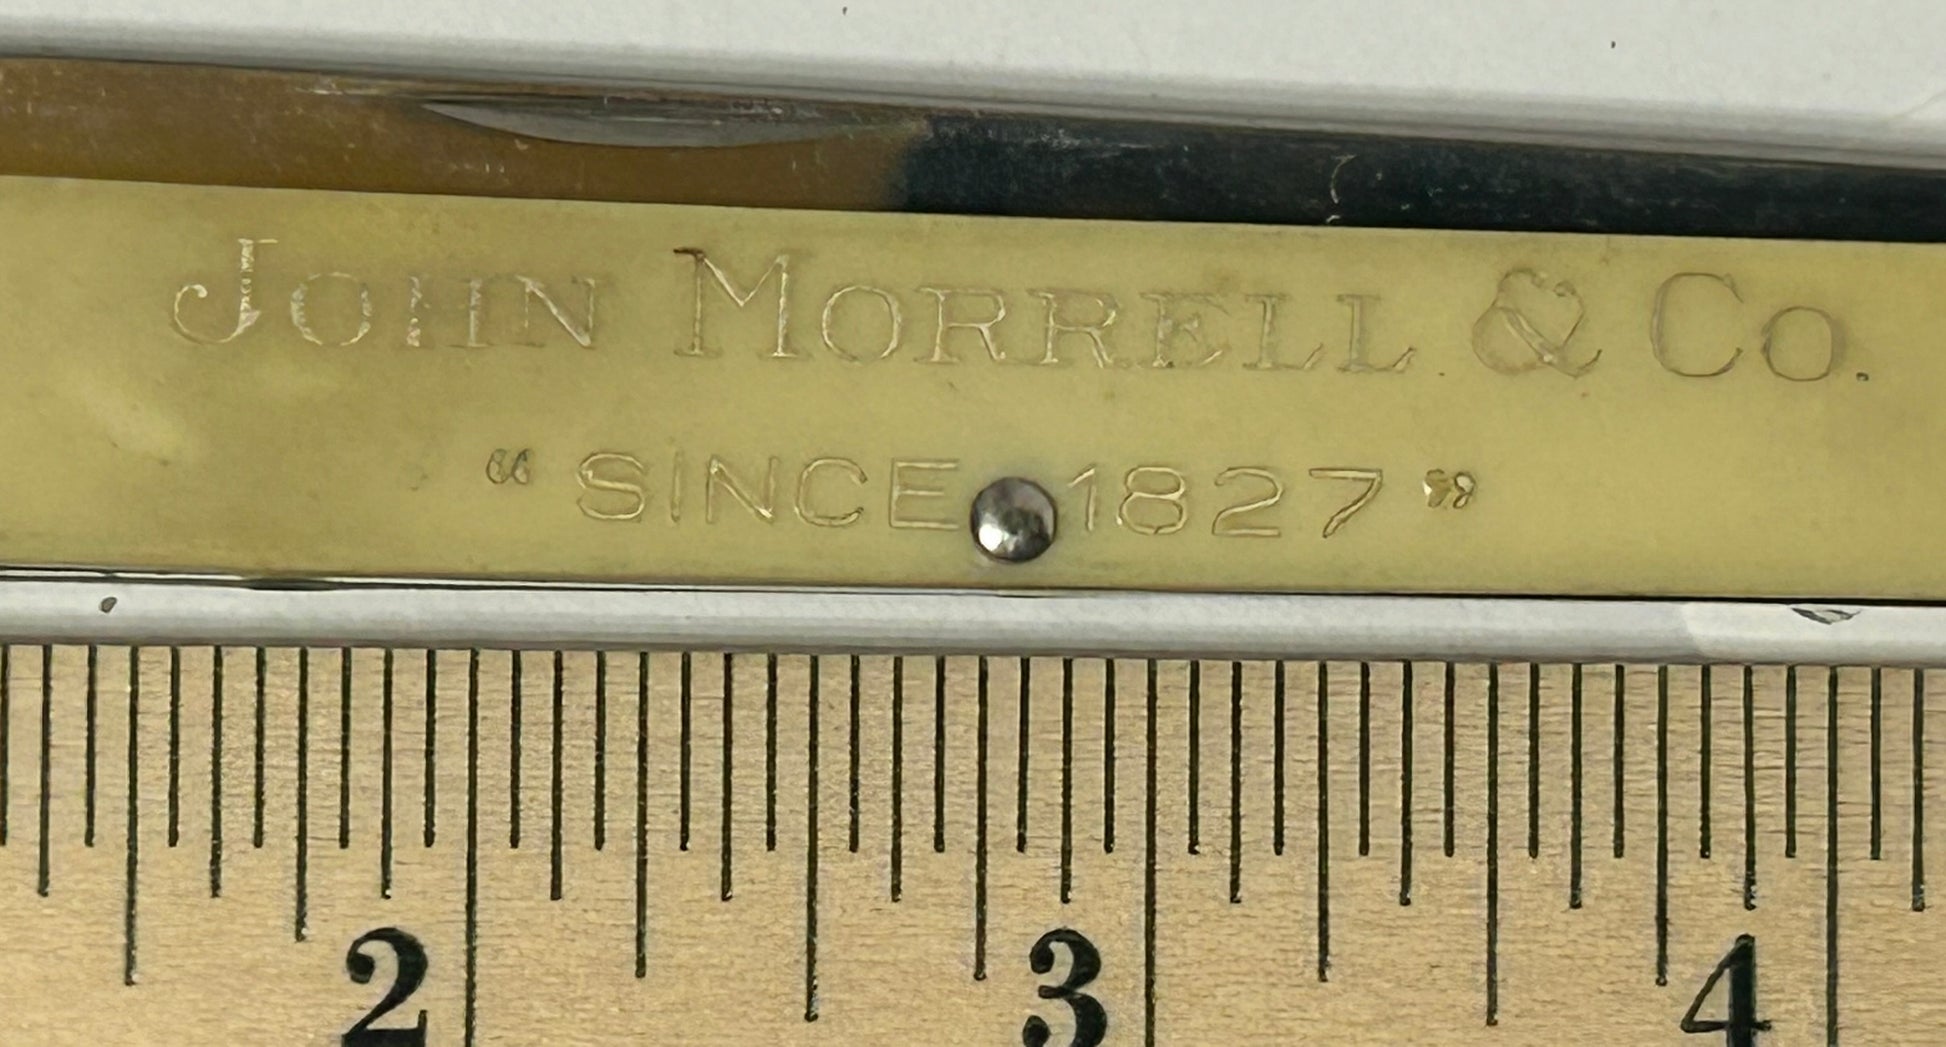 John Morrell & Co.
“SINCE 1827”
2 3 4